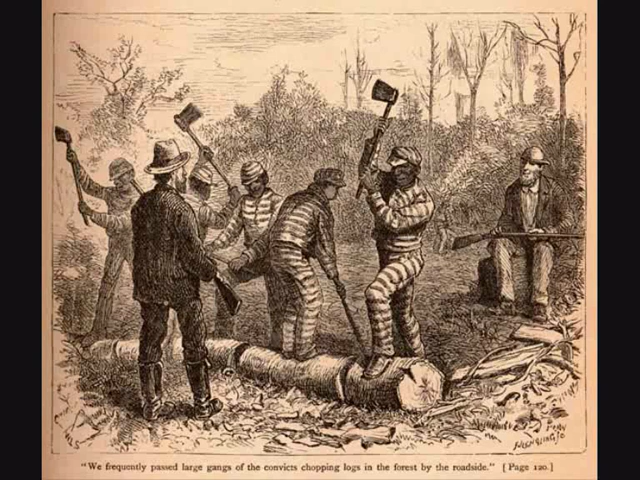 "We frequently passed large gangs of the convicts chopping logs in the forest by the roadside." [Page 120.]